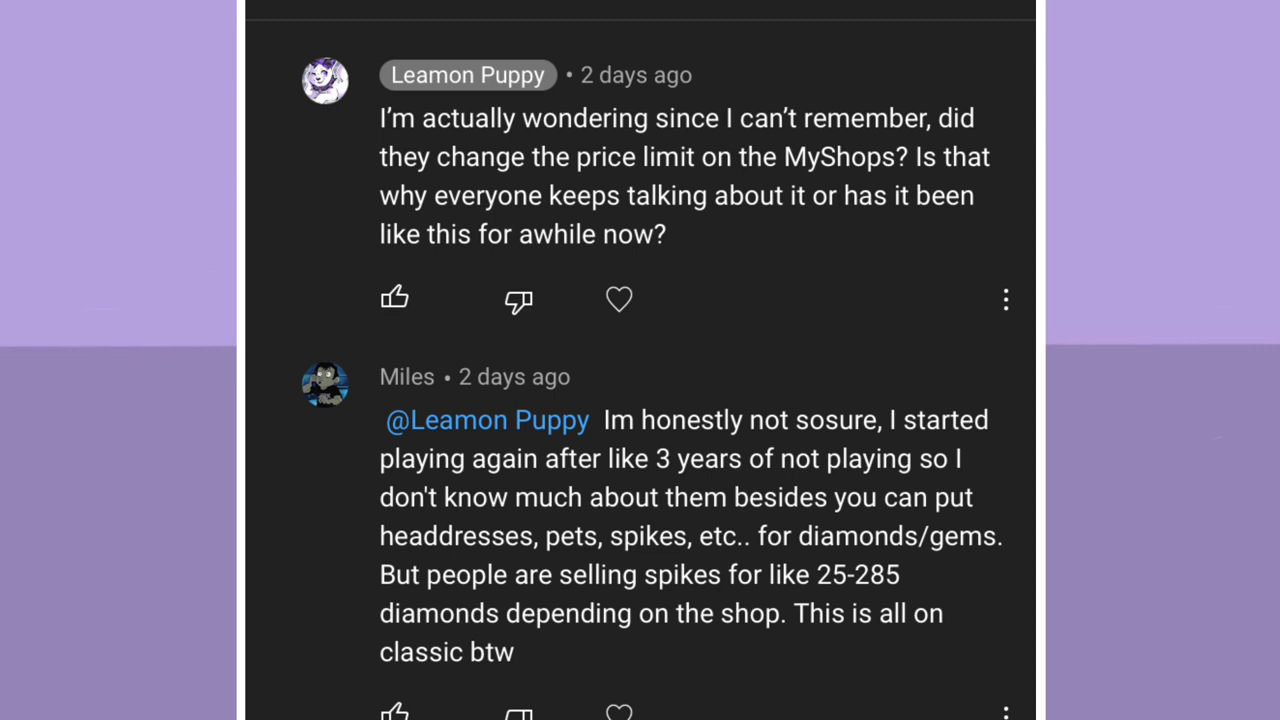 Leamon Puppy • 2 days ago
I’m actually wondering since I can’t remember, did
they change the price limit on the MyShops? Is that
why everyone keeps talking about it or has it been
like this for awhile now?
Miles • 2 days ago
@Leamon Puppy Im honestly not sosure, I started
playing again after like 3 years of not playing so I
don't know much about them besides you can put
headdresses, pets, spikes, etc.. for diamonds/gems.
But people are selling spikes for like 25-285
diamonds depending on the shop. This is all on
classic btw